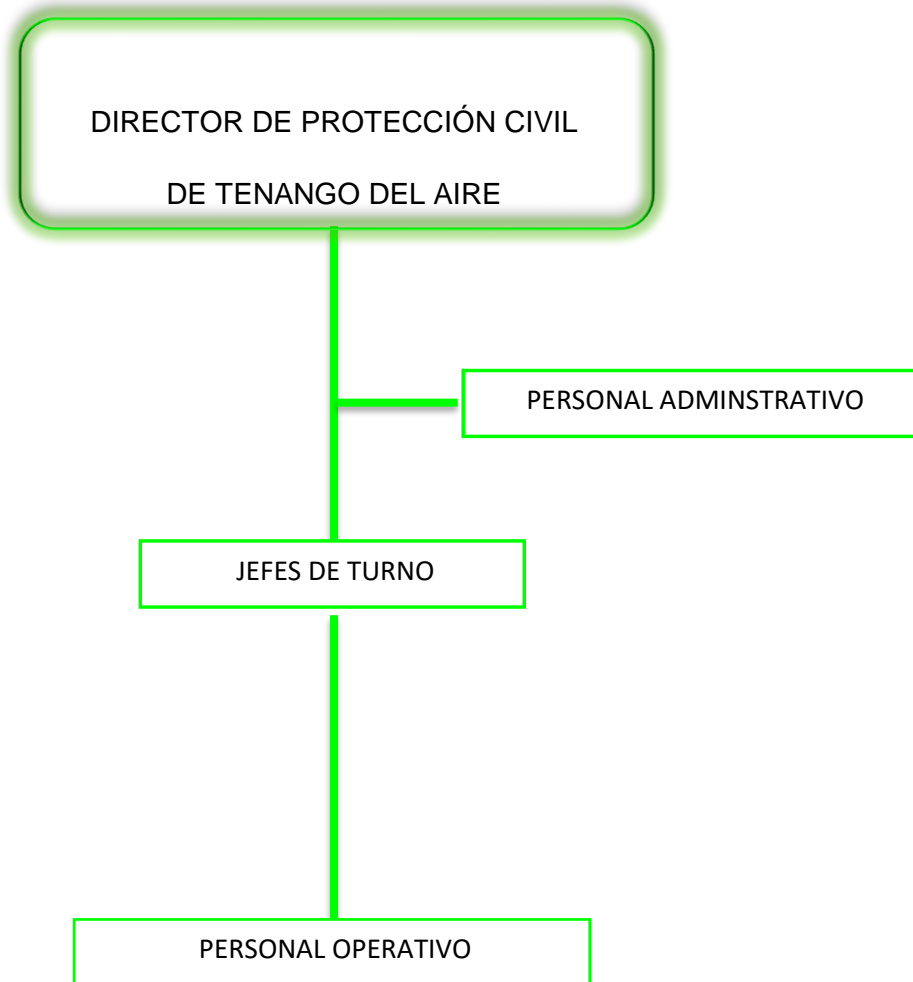 DIRECTOR DE PROTECCIÓN CIVIL
DE TENANGO DEL AIRE
PERSONAL ADMINSTRATIVO
JEFES DE TURNO
PERSONAL OPERATIVO